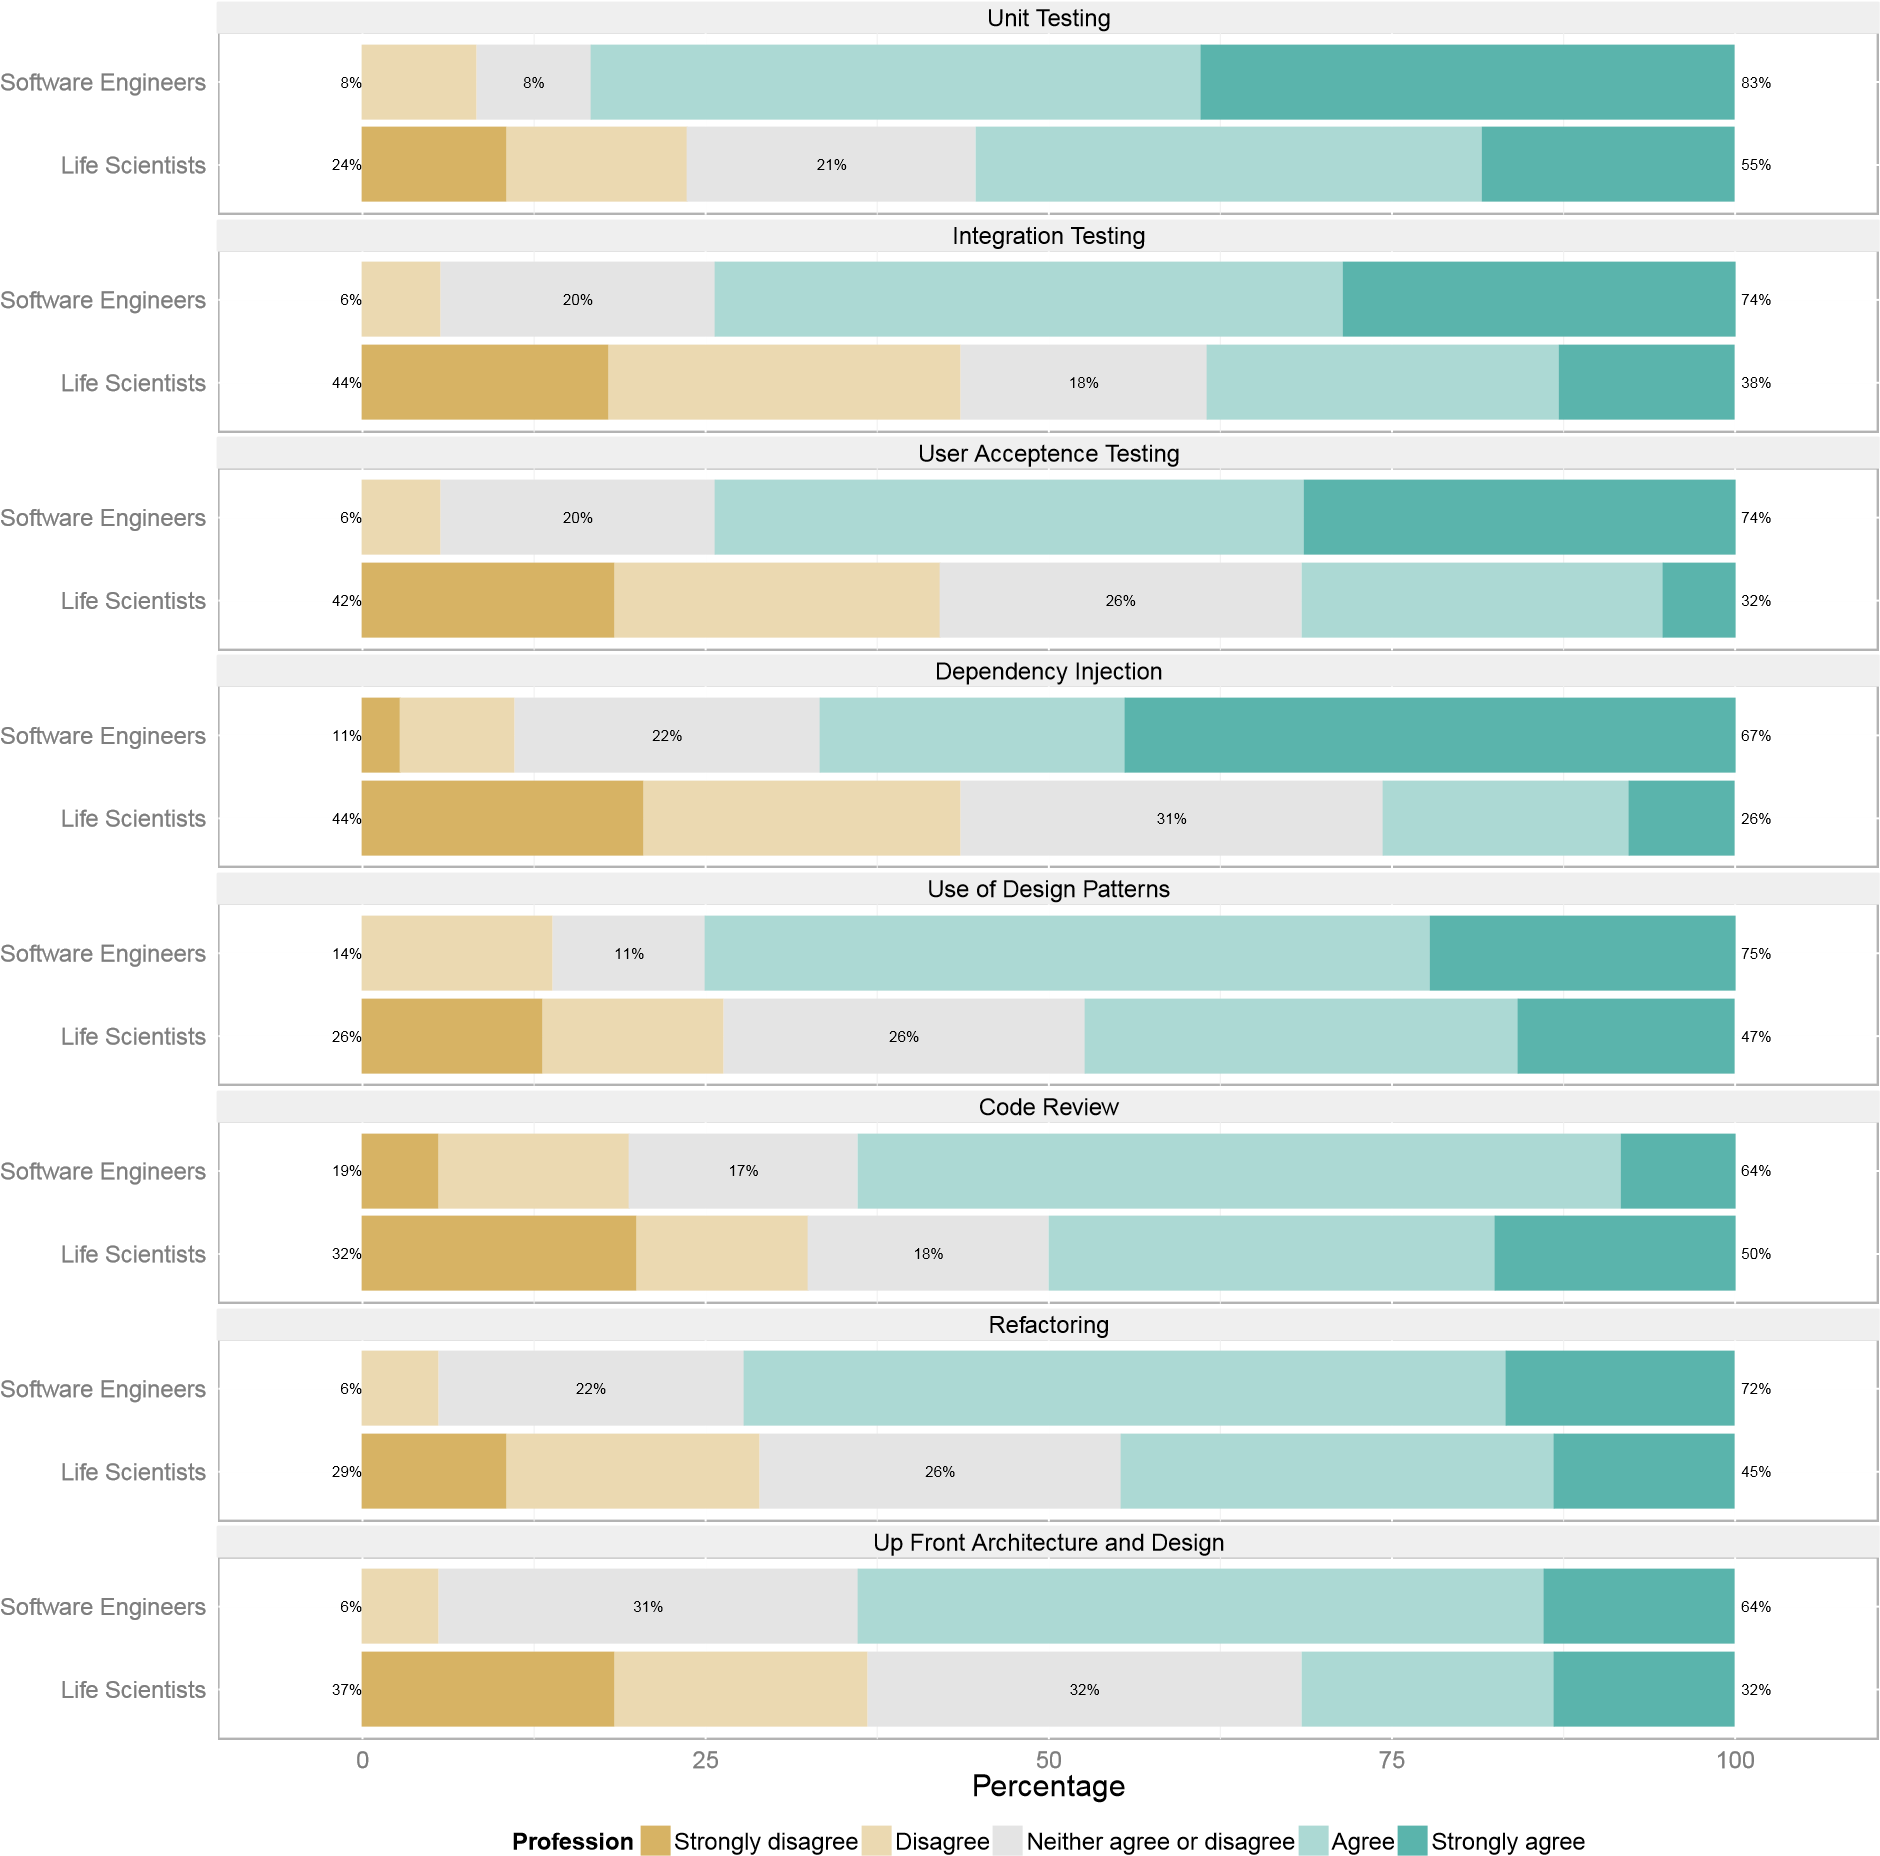 Unit Testing
Software Engineers 8% 8% 83%
Life Scientists 24% 21% 55%
Integration Testing
Software Engineers 6% 20% 74%
Life Scientists 44% 18% 38%
User Acceptence Testing
Software Engineers 6% 20% 74%
Life Scientists 42% 26% 32%
Dependency Injection
Software Engineers 11% 22% 67%
Life Scientists 44% 31% 26%
Use of Design Patterns
Software Engineers 14% 11% 75%
Life Scientists 26% 26% 47%
Code Review
Software Engineers 19% 17% 64%
Life Scientists 32% 18% 50%
Refactoring
Software Engineers 6% 22% 72%
Life Scientists 29% 26% 45%
Up Front Architecture and Design
Software Engineers 6% 31% 64%
Life Scientists 37% 32% 32%
0 25 50 75 100
Percentage
Profession Strongly disagree Disagree Neither agree or disagree Agree Strongly agree